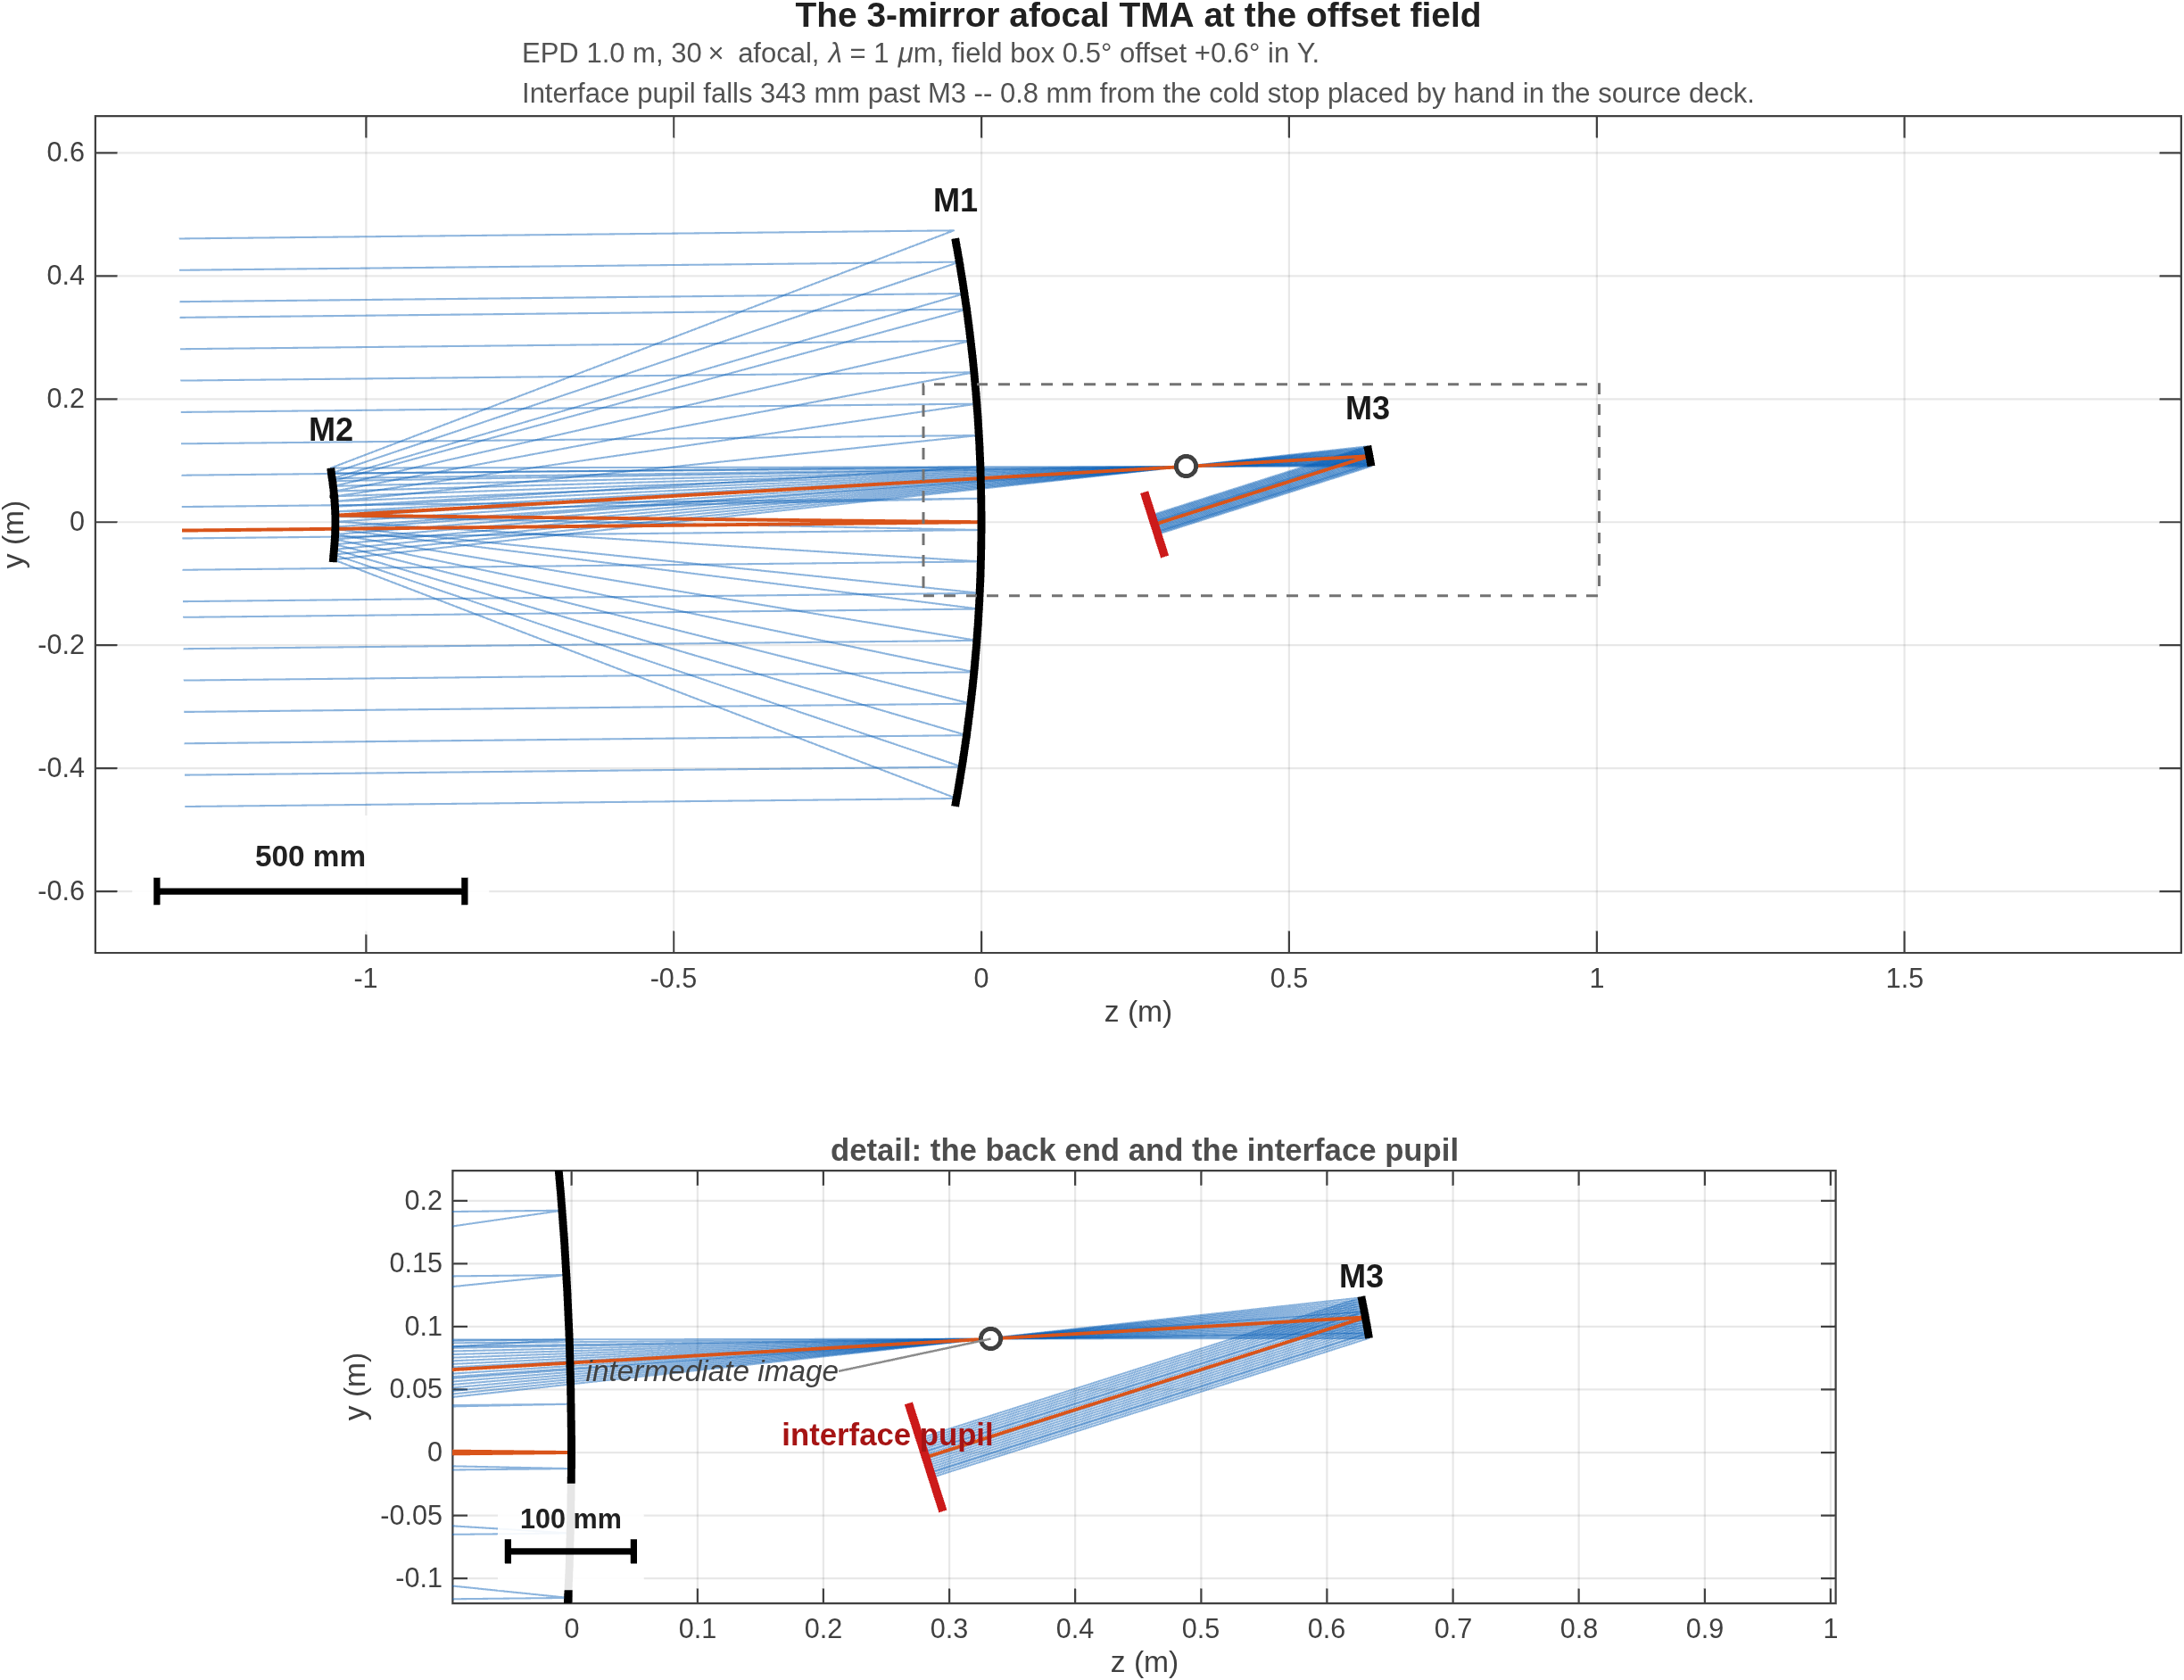 The 3-mirror afocal TMA at the offset field
EPD 1.0 m, 30 × afocal, λ = 1 μm, field box 0.5° offset +0.6° in Y.
Interface pupil falls 343 mm past M3 -- 0.8 mm from the cold stop placed by hand in the source deck.
0.6
0.4
0.2
0
-0.2
-0.4
-0.6
y (m)
M1
M2
M3
500 mm
-1
-0.5
0
0.5
1
1.5
z (m)
detail: the back end and the interface pupil
0.2
0.15
0.1
0.05
0
-0.05
-0.1
y (m)
M3
intermediate image
interface pupil
100 mm
0
0.1
0.2
0.3
0.4
0.5
0.6
0.7
0.8
0.9
1
z (m)